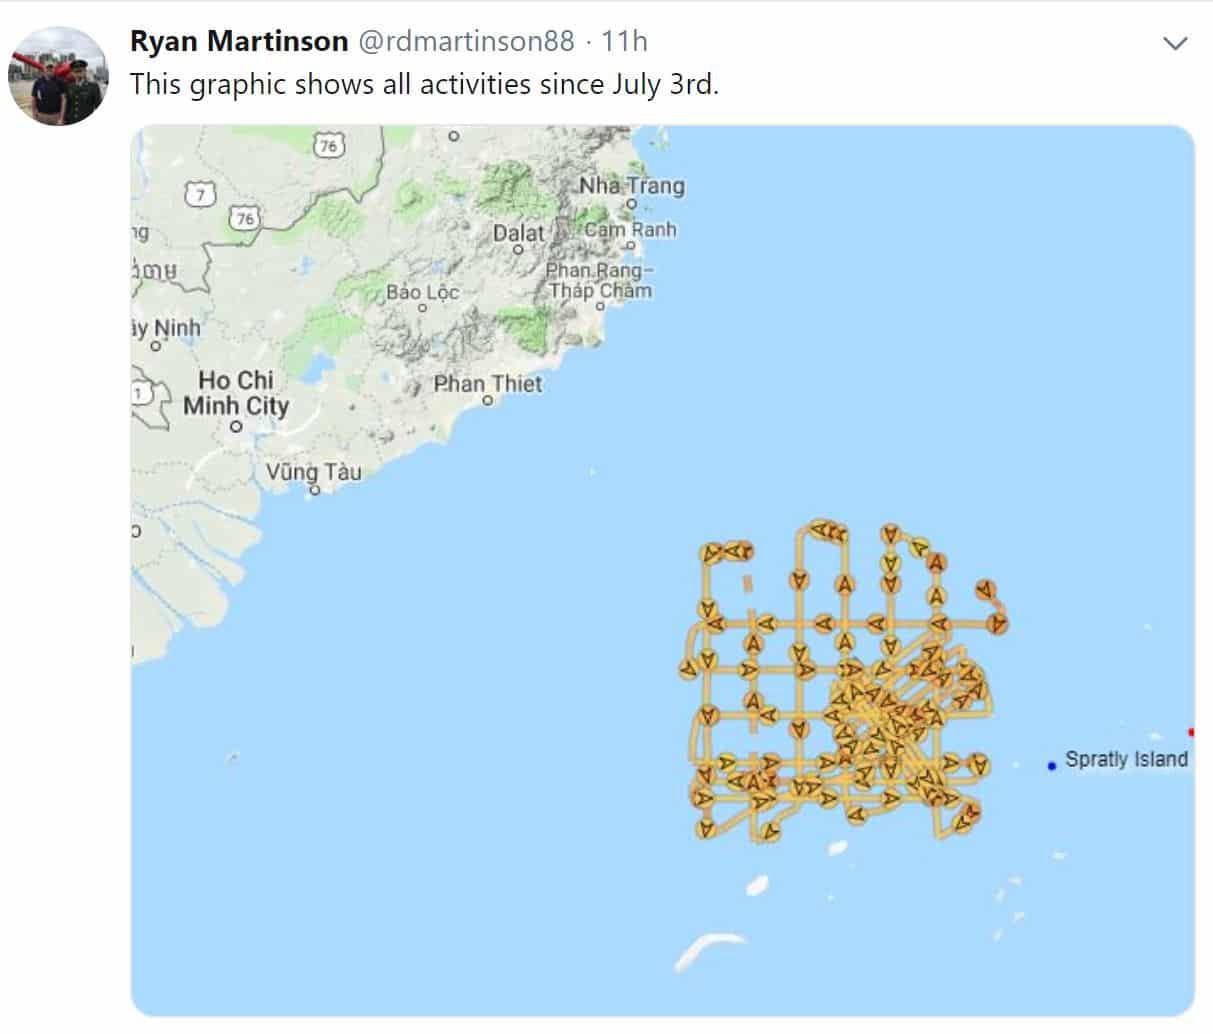 Ryan Martinson @rdmartinson88 · 11h
This graphic shows all activities since July 3rd.
76
7
Nha Trang
76
ng
Dalat
Cam Ranh
Phan Rang-
Tháp Chàm
Bảo Lộc
ây Ninh
Ho Chi
Minh City
1
Phan Thiet
Vũng Tàu
Spratly Island